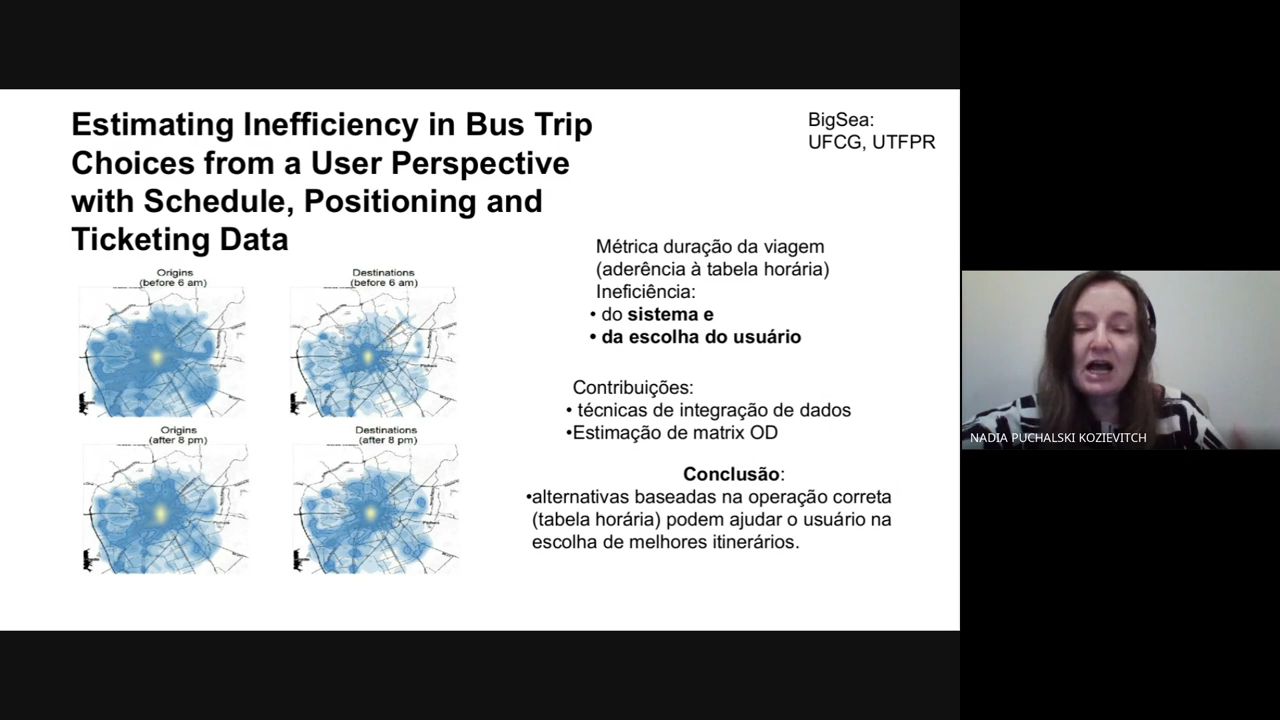 Estimating Inefficiency in Bus Trip
Choices from a User Perspective
with Schedule, Positioning and
Ticketing Data
BigSea:
UFCG, UTFPR
Origins
(before 6 am)
Destinations
(before 6 am)
Origins
(after 8 pm)
Destinations
(after 8 pm)
Métrica duração da viagem
(aderência à tabela horária)
Ineficiência:
• do sistema e
• da escolha do usuário
Contribuições:
• técnicas de integração de dados
•Estimação de matrix OD
Conclusão:
•alternativas baseadas na operação correta
(tabela horária) podem ajudar o usuário na
escolha de melhores itinerários.
NADIA PUCHALSKI KOZIEVITCH